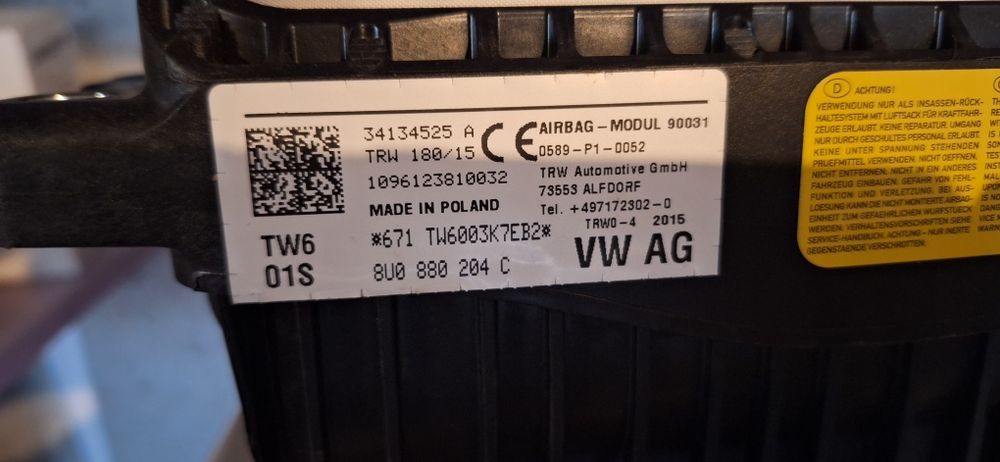 34134525 A
TRW 180/15
1096123810032
MADE IN POLAND
*671 TW6003K7EB2*
8U0 880 204 C
TW6
01S
CE
AIRBAG-MODUL 90031
0589-P1-0052
TRW Automotive GmbH
73553 ALFDORF
Tel. +497172302-0
TRWO-4 2015
VW AG
D ACHTUNG!
VERWENDUNG NUR ALS INSASSEN-RÜCK-
HALTESYSTEM MIT LUFTSACK FÜR KRAFTFAHR-
ZEUGE ERLAUBT. KEINE REPARATUR. UMGANG
NUR DURCH GESCHULTES PERSONAL ERLAUBT.
KEINE UNTER SPANNUNG STEHENDEN
PRUEFMITTEL VERWENDEN. NICHT OEFFNEN,
NICHT ENTFERNEN, NICHT IN EIN ANDERES
FAHRZEUG EINBAUEN. GEFAHR VON FEHL-
FUNKTION UND VERLETZUNG. BEI AUS-
LOESUNG KANN DIE NICHT MONTIERTE AIRBAG-
EINHEIT ZUM GEFAEHRLICHEN WURFSTUECK
WERDEN. VERHALTENSVORSCHRIFTEN SIEHE
SERVICE-HANDBUCH, ACHTUNG - NUR INERTE
GEGENSTAENDE VERSCHROTTEN.